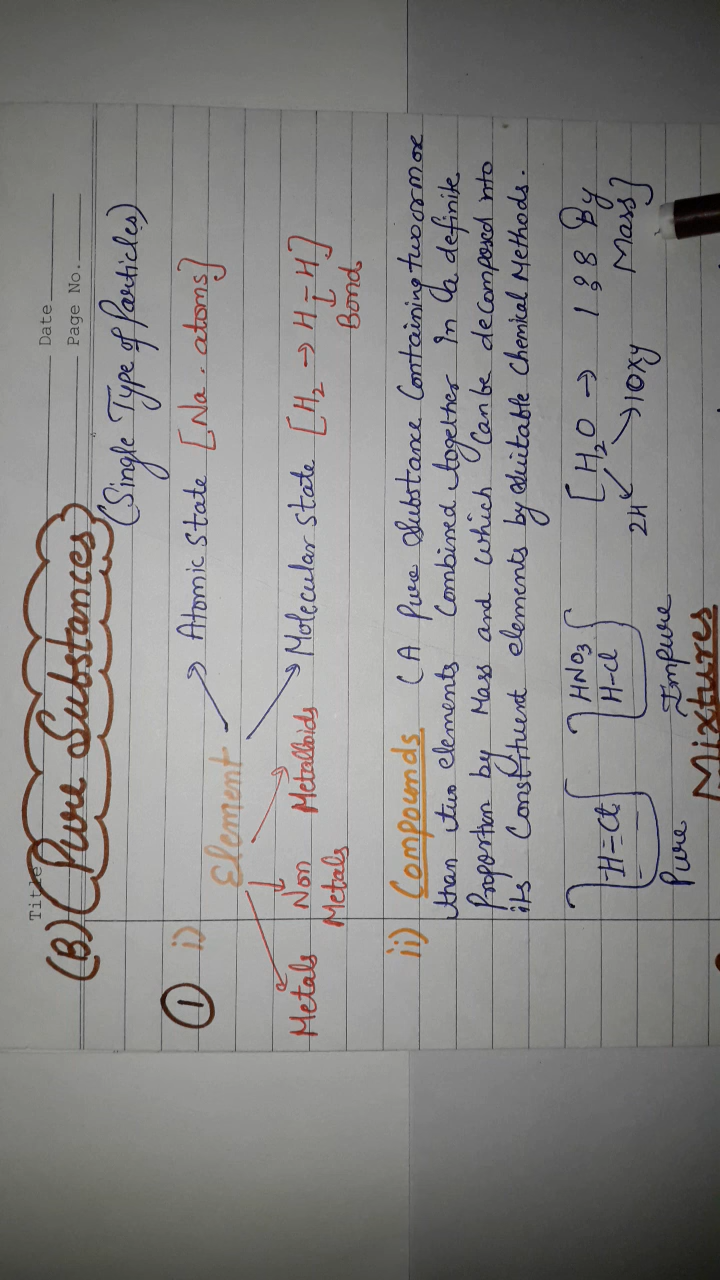 Title
Date
Page No.
(B) (Pure Substances)
(Single Type of Particles)
① i) Element → Atomic State [Na - atoms]
→ Molecular State [H₂ → H - H]
↓
Bond
Metals Non Metals Metalloids
ii) Compounds (A Pure Substance Containing two or more
than two elements Combined together In a definite
Proportion by Mass and which Can be decomposed into
its Constituent elements by suitable Chemical Methods.
H=Cl
Pure
HNO₃
H-Cl
Impure
[H₂O → 1:8 By
Mass]
2H 1Oxy
Mixtures